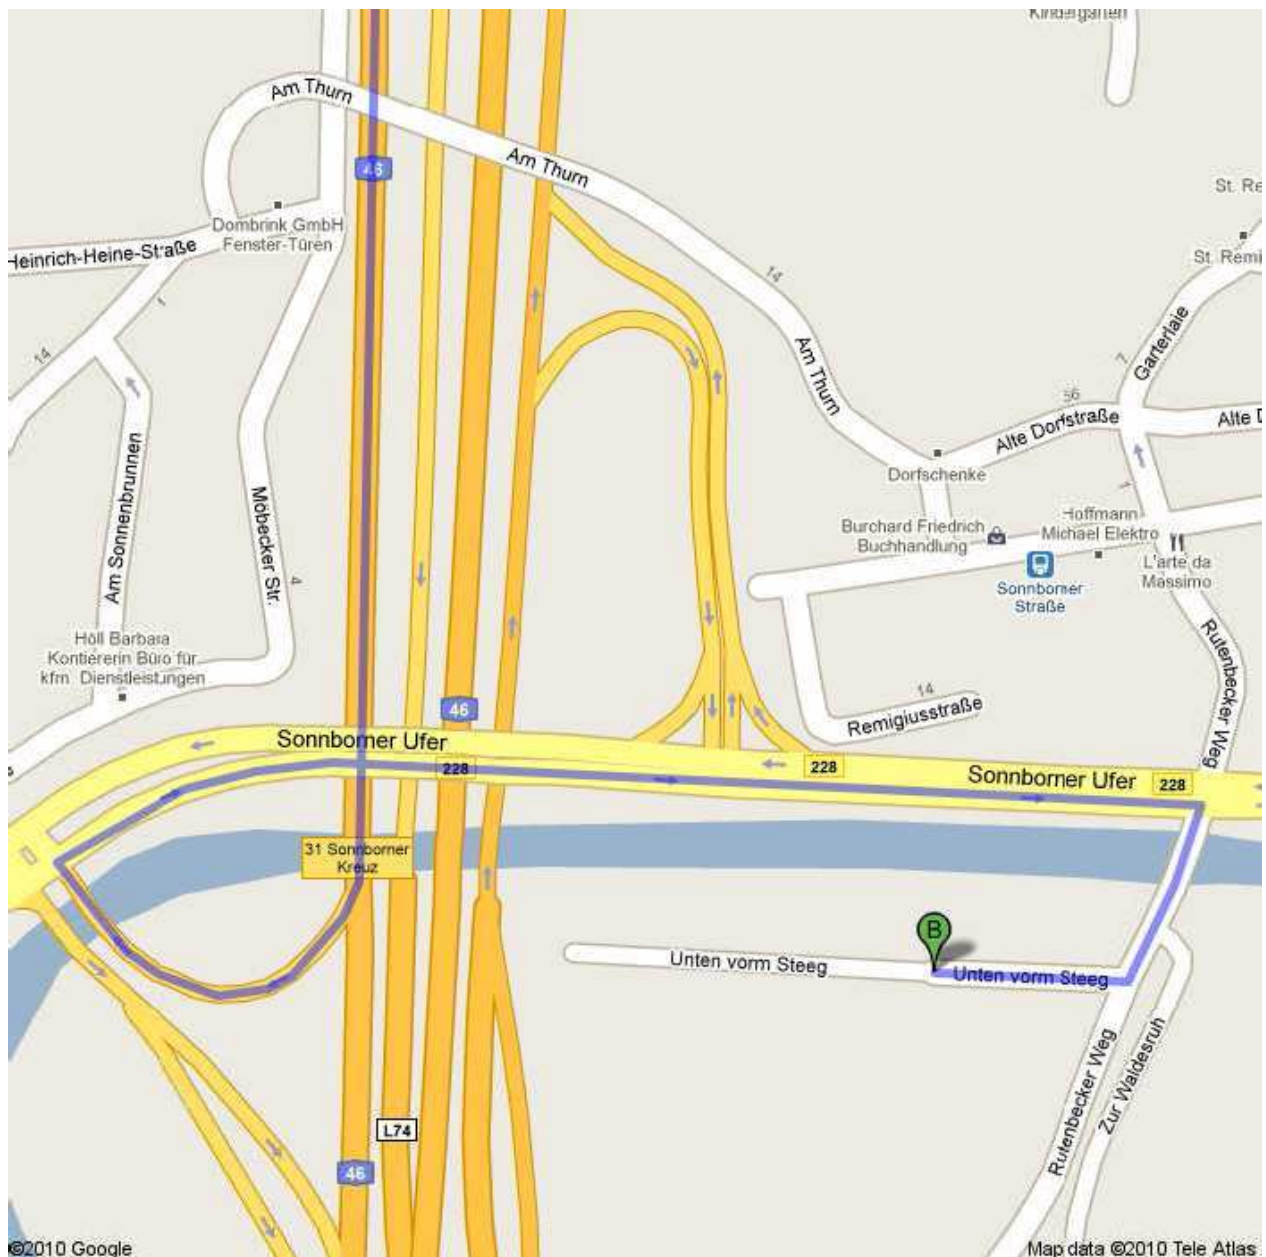 Kindergarten
Am Thurn
Am Thurn
46
St. Re
Dombrink GmbH
Fenster-Türen
Heinrich-Heine-Straße
St. Remi
14
1
14
Am Thurn
7
Garterlaie
56
Alte Dorfstraße
Alte D
Dorfschenke
Am Sonnenbrunnen
Möbecker Str.
4
1
Burchard Friedrich
Buchhandlung
Hoffmann
Michael Elektro
L'arte da
Massimo
Sonnborner
Straße
Rutenbecker Weg
Höll Barbara
Kontiererin Büro für
kfm. Dienstleistungen
14
Remigiusstraße
46
Sonnborner Ufer
228
228
Sonnborner Ufer
228
31 Sonnborner
Kreuz
B
Unten vorm Steeg
Unten vorm Steeg
Rutenbecker Weg
Zur Waldesruh
L74
46
©2010 Google
Map data ©2010 Tele Atlas